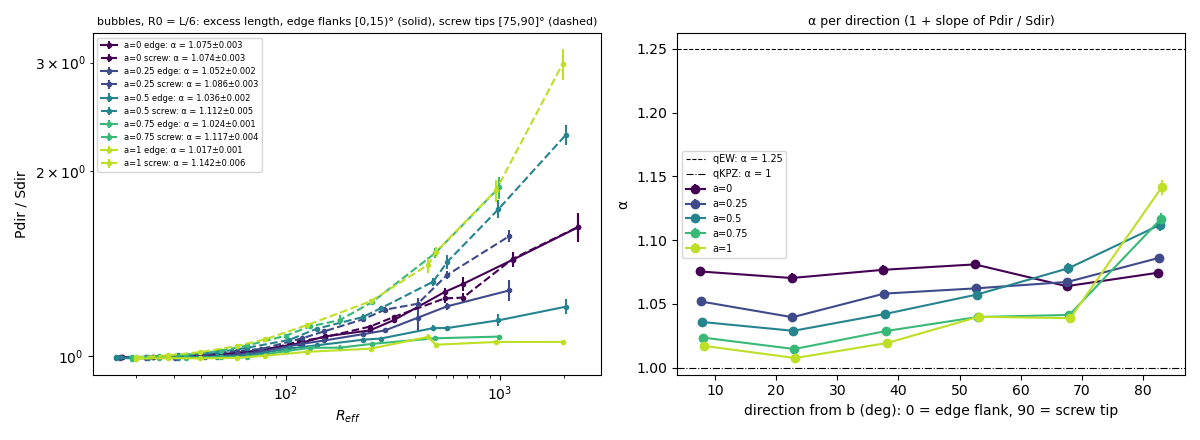 bubbles, R0 = L/6: excess length, edge flanks [0,15)° (solid), screw tips [75,90]° (dashed)
Pdir / Sdir
3 × 10⁰
2 × 10⁰
10⁰
a=0 edge: α = 1.075±0.003
a=0 screw: α = 1.074±0.003
a=0.25 edge: α = 1.052±0.002
a=0.25 screw: α = 1.086±0.003
a=0.5 edge: α = 1.036±0.002
a=0.5 screw: α = 1.112±0.005
a=0.75 edge: α = 1.024±0.001
a=0.75 screw: α = 1.117±0.004
a=1 edge: α = 1.017±0.001
a=1 screw: α = 1.142±0.006
10² 10³
R_eff
α per direction (1 + slope of Pdir / Sdir)
α
1.25
1.20
1.15
1.10
1.05
1.00
qEW: α = 1.25
qKPZ: α = 1
a=0
a=0.25
a=0.5
a=0.75
a=1
10 20 30 40 50 60 70 80
direction from b (deg): 0 = edge flank, 90 = screw tip